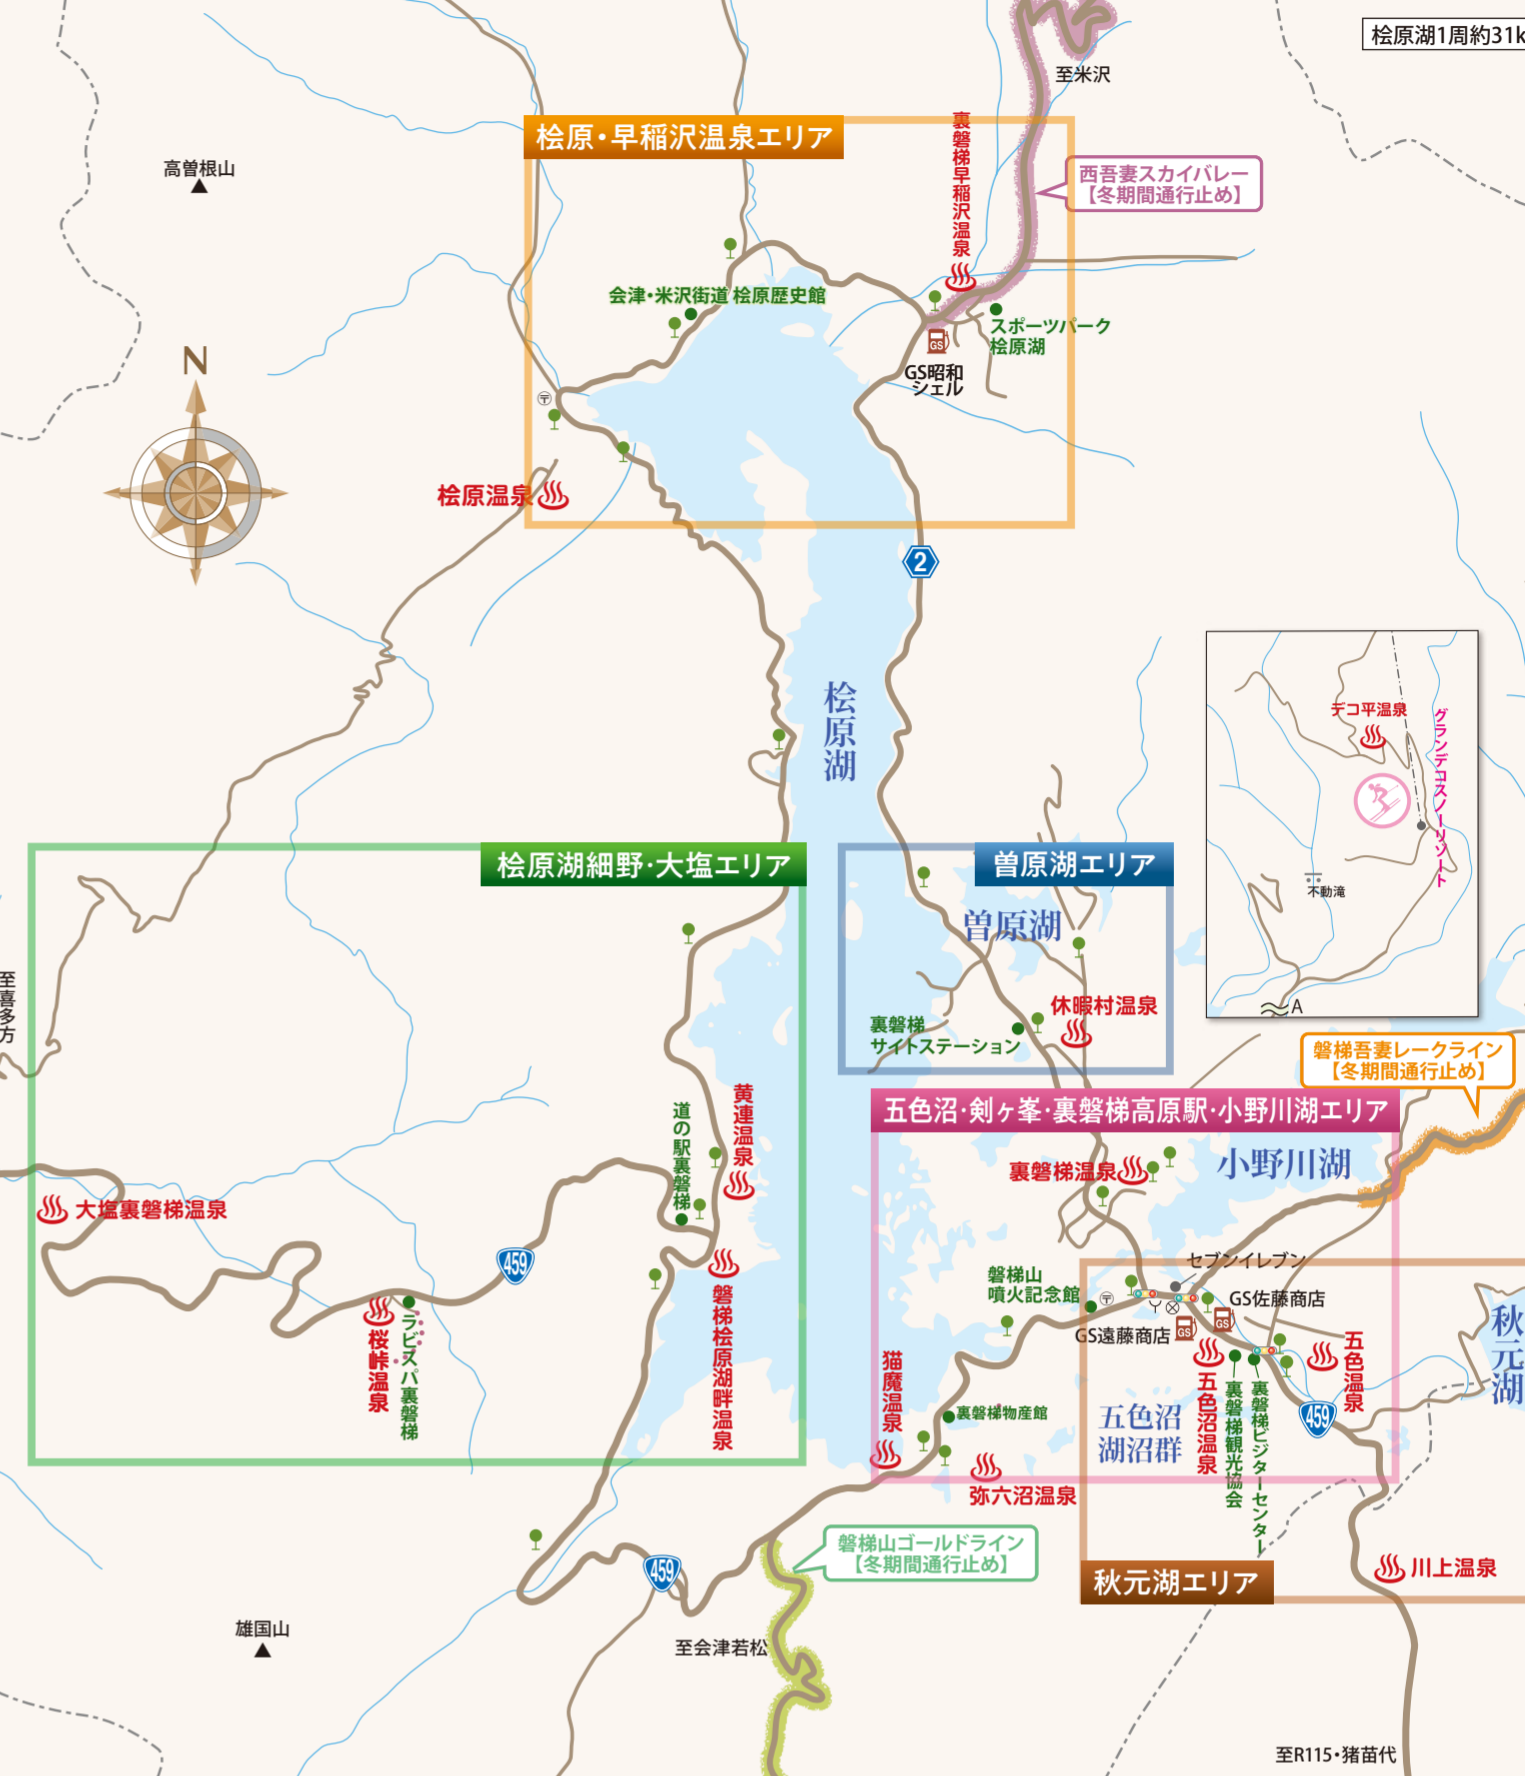 桧原湖1周約31k
至米沢
桧原・早稲沢温泉エリア
裏磐梯早稲沢温泉
高曽根山
西吾妻スカイバレー
【冬期間通行止め】
会津・米沢街道 桧原歴史館
スポーツパーク
桧原湖
N
GS
GS昭和
シェル
〒
桧原温泉
2
桧原湖
デコ平温泉
グランデコスノーリゾート
不動滝
A
桧原湖細野・大塩エリア
曽原湖エリア
曽原湖
至喜多方
休暇村温泉
裏磐梯
サイトステーション
磐梯吾妻レークライン
【冬期間通行止め】
五色沼・剣ヶ峯・裏磐梯高原駅・小野川湖エリア
黄連温泉
道の駅裏磐梯
裏磐梯温泉
小野川湖
大塩裏磐梯温泉
459
セブンイレブン
磐梯山
噴火記念館
〒
GS佐藤商店
GS
GS遠藤商店
GS
磐梯桧原湖畔温泉
桜峠温泉
ラビスパ裏磐梯
猫魔温泉
五色温泉
秋元湖
五色沼温泉
裏磐梯観光協会
裏磐梯ビジターセンター
裏磐梯物産館
五色沼
湖沼群
459
弥六沼温泉
磐梯山ゴールドライン
【冬期間通行止め】
459
川上温泉
秋元湖エリア
雄国山
至会津若松
至R115・猪苗代